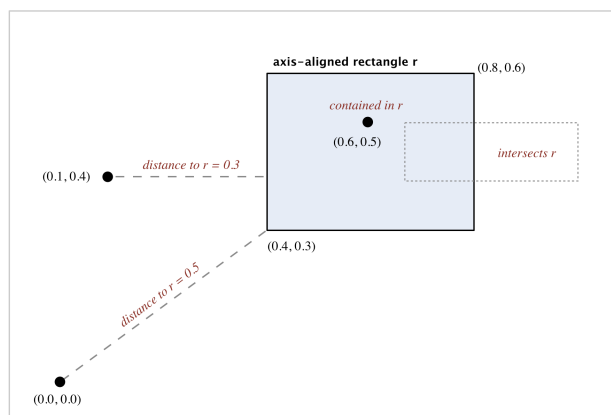 axis-aligned rectangle r
(0.8, 0.6)
contained in r
(0.6, 0.5)
intersects r
distance to r = 0.3
(0.1, 0.4)
(0.4, 0.3)
distance to r = 0.5
(0.0, 0.0)